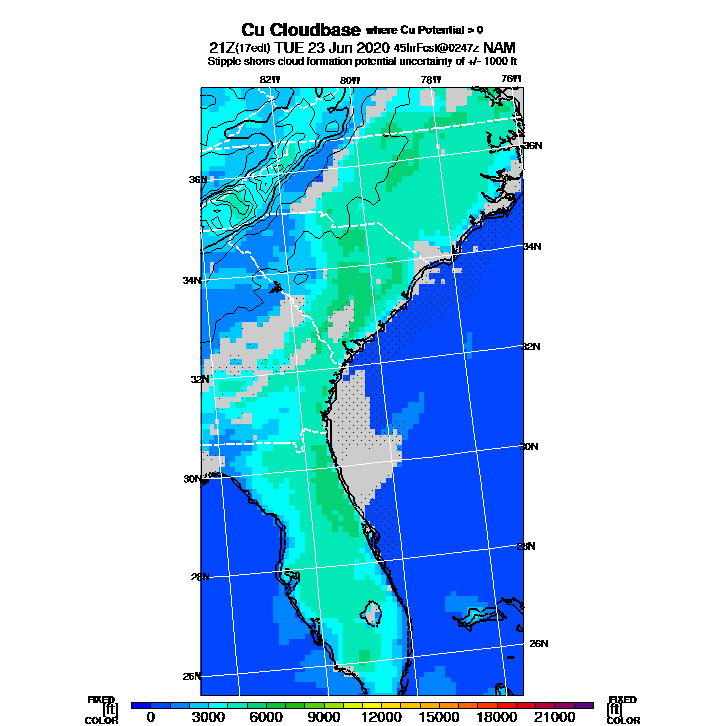 Cu Cloudbase where Cu Potential > 0
21Z(17edt) TUE 23 Jun 2020 45hrFcst@0247z NAM
Stipple shows cloud formation potential uncertainty of +/- 1000 ft
82W 80W 78W 76W
36N
36N
34N
34N
32N
32N
30N
30N
28N
28N
26N
26N
FIXED FIXED
[ft] 0 3000 6000 9000 12000 15000 18000 21000 [ft]
COLOR COLOR